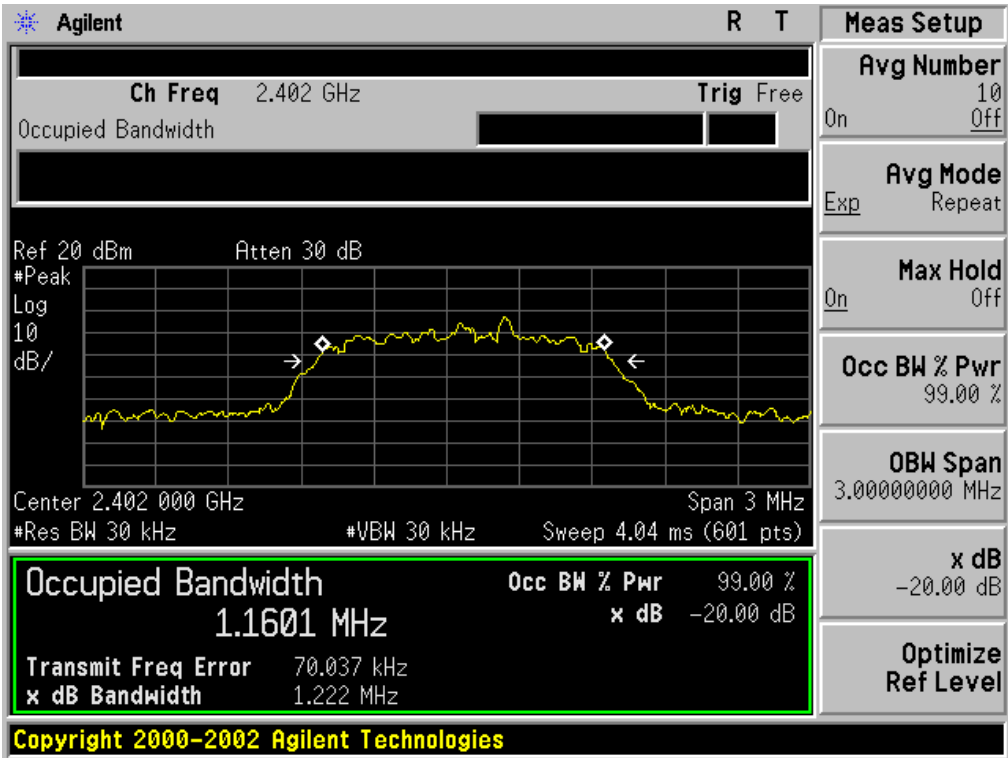 Agilent R T
Ch Freq 2.402 GHz Trig Free
Occupied Bandwidth
Ref 20 dBm Atten 30 dB
#Peak
Log
10
dB/
Center 2.402 000 GHz Span 3 MHz
#Res BW 30 kHz #VBW 30 kHz Sweep 4.04 ms (601 pts)
Occupied Bandwidth Occ BW % Pwr 99.00 %
1.1601 MHz x dB -20.00 dB
Transmit Freq Error 70.037 kHz
x dB Bandwidth 1.222 MHz
Copyright 2000-2002 Agilent Technologies
Meas Setup
Avg Number
10
On Off
Avg Mode
Exp Repeat
Max Hold
On Off
Occ BW % Pwr
99.00 %
OBW Span
3.00000000 MHz
x dB
-20.00 dB
Optimize
Ref Level